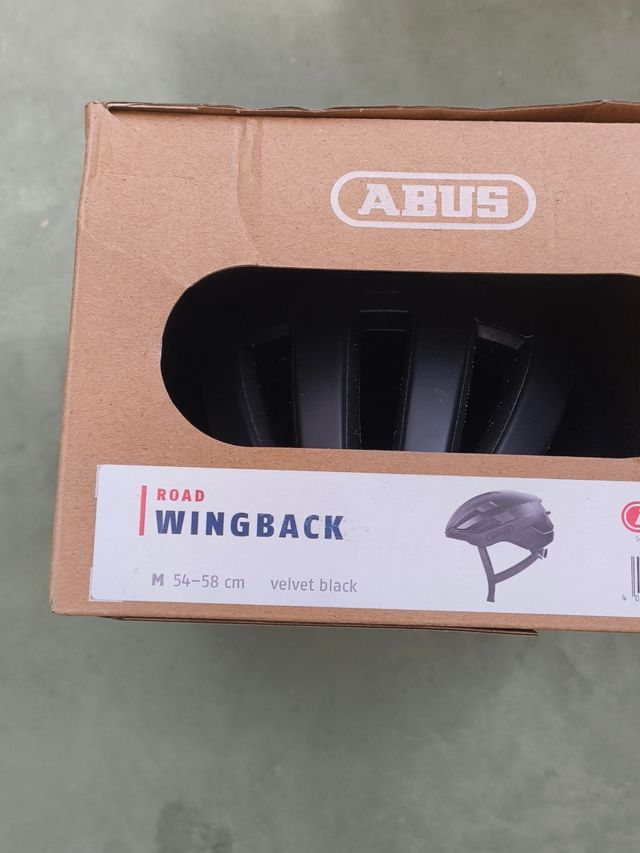 ABUS
ROAD
WINGBACK
M 54–58 cm velvet black